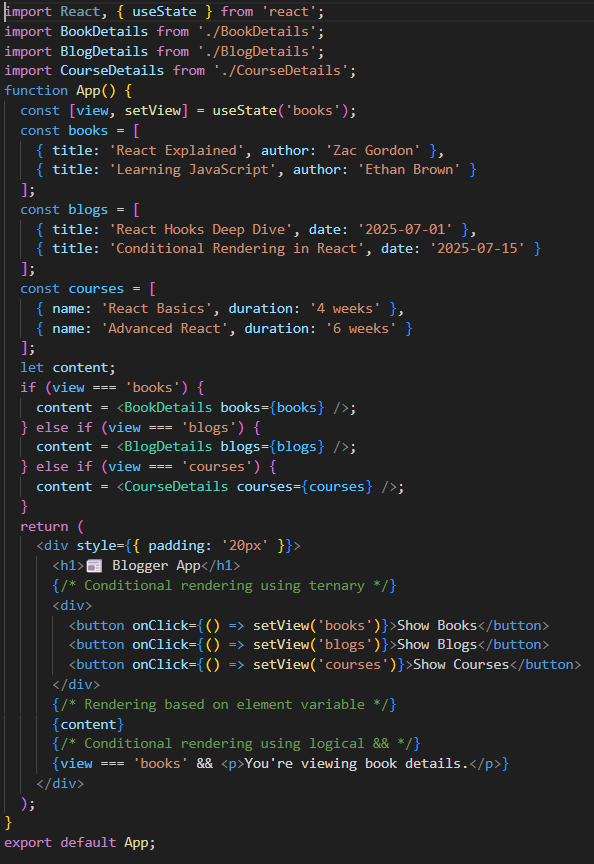 import React, { useState } from 'react';
import BookDetails from './BookDetails';
import BlogDetails from './BlogDetails';
import CourseDetails from './CourseDetails';
function App() {
  const [view, setView] = useState('books');
  const books = [
    { title: 'React Explained', author: 'Zac Gordon' },
    { title: 'Learning JavaScript', author: 'Ethan Brown' }
  ];
  const blogs = [
    { title: 'React Hooks Deep Dive', date: '2025-07-01' },
    { title: 'Conditional Rendering in React', date: '2025-07-15' }
  ];
  const courses = [
    { name: 'React Basics', duration: '4 weeks' },
    { name: 'Advanced React', duration: '6 weeks' }
  ];
  let content;
  if (view === 'books') {
    content = <BookDetails books={books} />;
  } else if (view === 'blogs') {
    content = <BlogDetails blogs={blogs} />;
  } else if (view === 'courses') {
    content = <CourseDetails courses={courses} />;
  }
  return (
    <div style={{ padding: '20px' }}>
      <h1>📰 Blogger App</h1>
      {/* Conditional rendering using ternary */}
      <div>
        <button onClick={() => setView('books')}>Show Books</button>
        <button onClick={() => setView('blogs')}>Show Blogs</button>
        <button onClick={() => setView('courses')}>Show Courses</button>
      </div>
      {/* Rendering based on element variable */}
      {content}
      {/* Conditional rendering using logical && */}
      {view === 'books' && <p>You're viewing book details.</p>}
    </div>
  );
}
export default App;